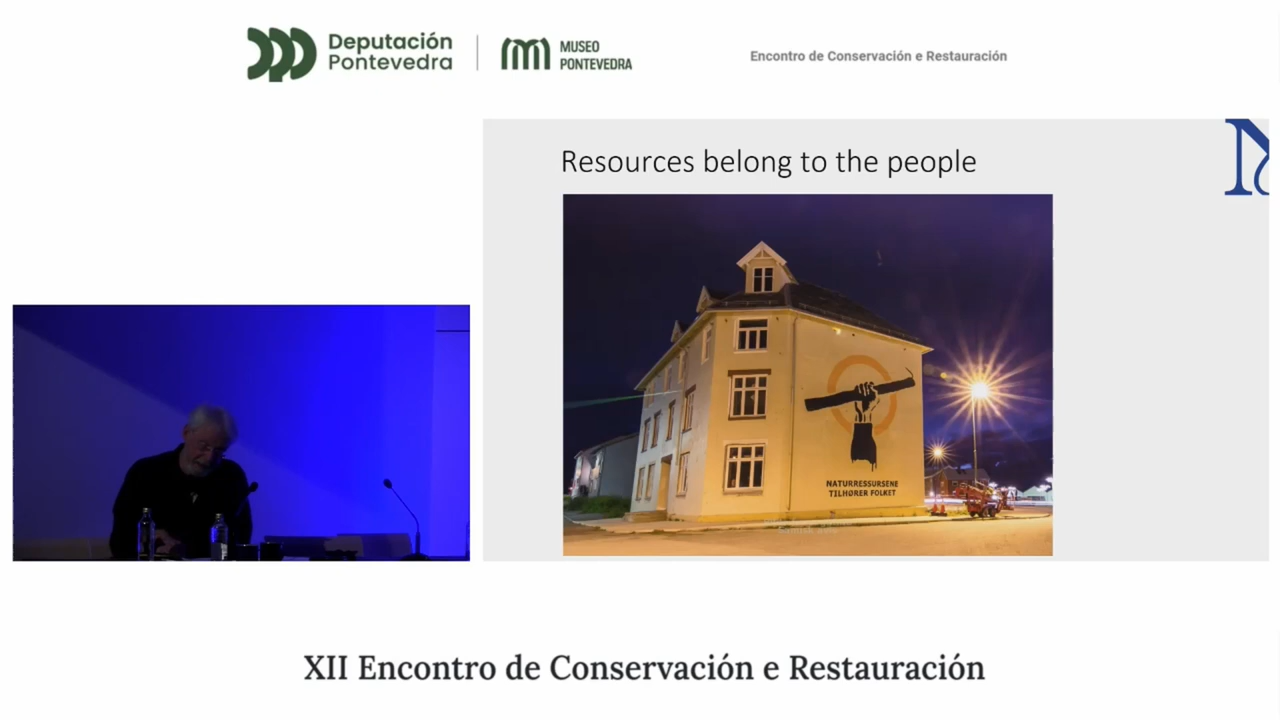 Deputación
Pontevedra
MUSEO
PONTEVEDRA
Encontro de Conservación e Restauración
Resources belong to the people
NATURRESSURSENE
TILHØRER FOLKET
XII Encontro de Conservación e Restauración